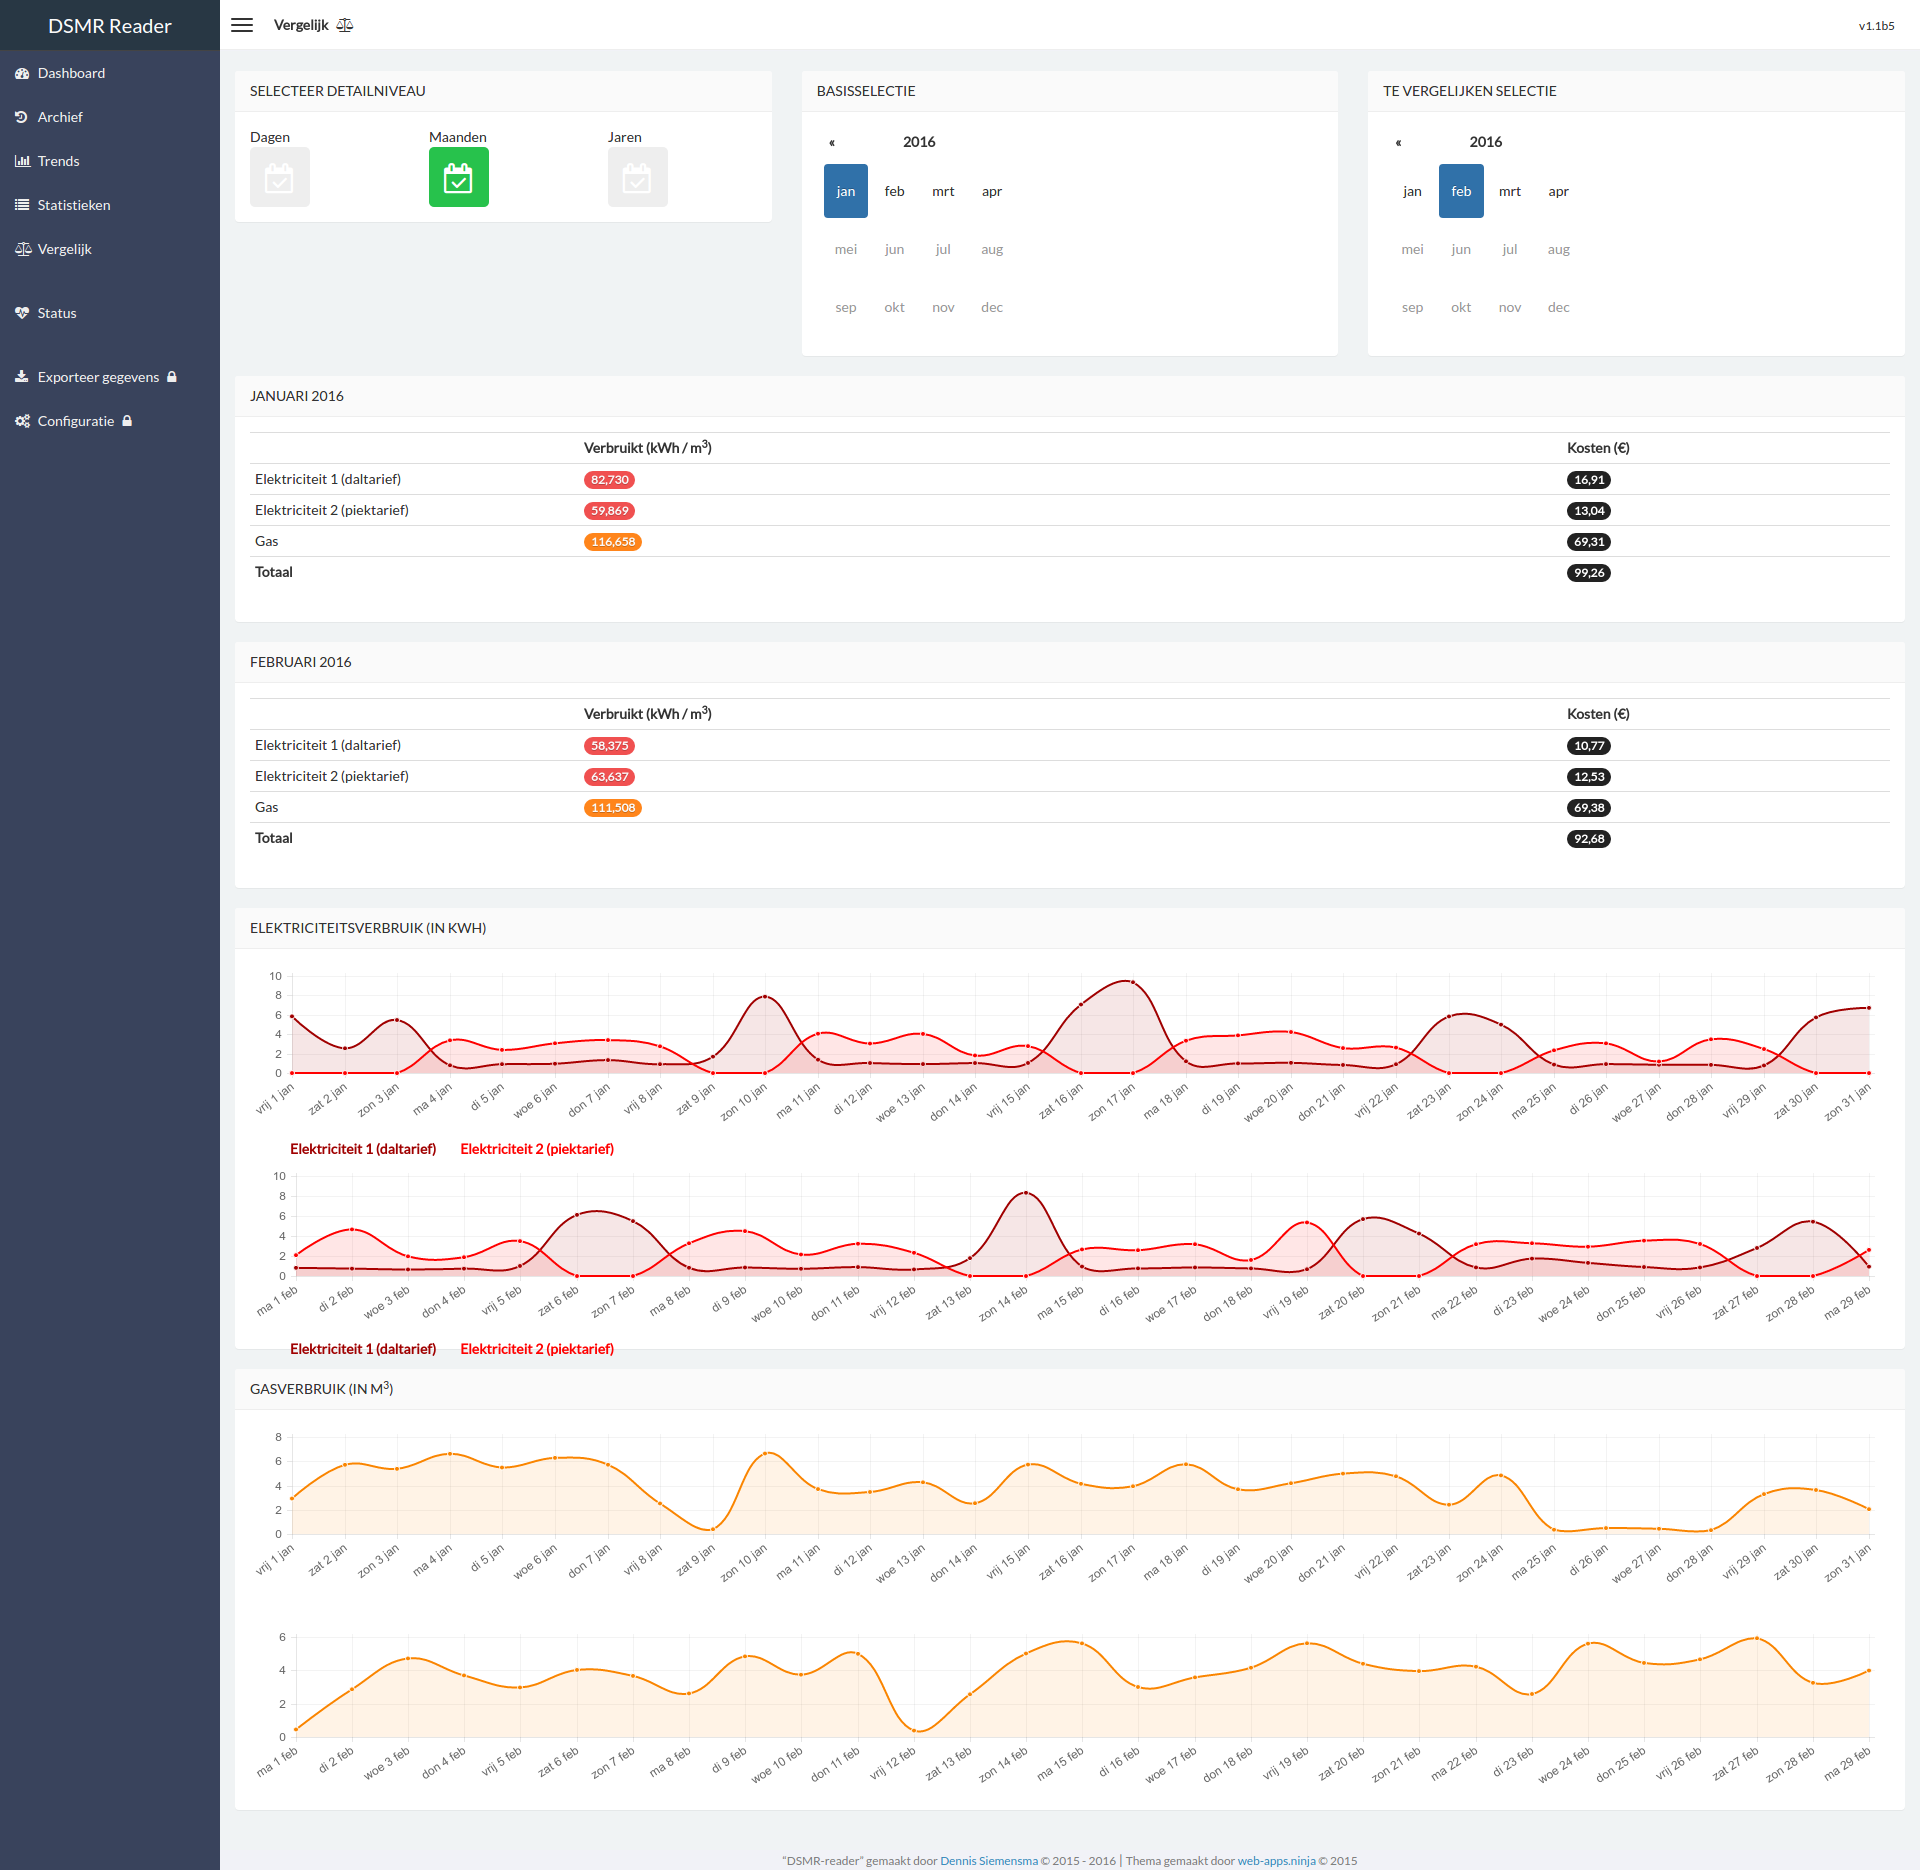 DSMR Reader
Vergelijk
v1.1b5
Dashboard
Archief
Trends
Statistieken
Vergelijk
Status
Exporteer gegevens
Configuratie
SELECTEER DETAILNIVEAU
Dagen Maanden Jaren
BASISSELECTIE
« 2016
jan feb mrt apr
mei jun jul aug
sep okt nov dec
TE VERGELIJKEN SELECTIE
« 2016
jan feb mrt apr
mei jun jul aug
sep okt nov dec
JANUARI 2016
Verbruikt (kWh / m³) Kosten (€)
Elektriciteit 1 (daltarief) 82,730 16,91
Elektriciteit 2 (piektarief) 59,869 13,04
Gas 116,658 69,31
Totaal 99,26
FEBRUARI 2016
Verbruikt (kWh / m³) Kosten (€)
Elektriciteit 1 (daltarief) 58,375 10,77
Elektriciteit 2 (piektarief) 63,637 12,53
Gas 111,508 69,38
Totaal 92,68
ELEKTRICITEITSVERBRUIK (IN KWH)
10
8
6
4
2
0
vrij 1 jan zat 2 jan zon 3 jan ma 4 jan di 5 jan woe 6 jan don 7 jan vrij 8 jan zat 9 jan zon 10 jan ma 11 jan di 12 jan woe 13 jan don 14 jan vrij 15 jan zat 16 jan zon 17 jan ma 18 jan di 19 jan woe 20 jan don 21 jan vrij 22 jan zat 23 jan zon 24 jan ma 25 jan di 26 jan woe 27 jan don 28 jan vrij 29 jan zat 30 jan zon 31 jan
Elektriciteit 1 (daltarief) Elektriciteit 2 (piektarief)
10
8
6
4
2
0
ma 1 feb di 2 feb woe 3 feb don 4 feb vrij 5 feb zat 6 feb zon 7 feb ma 8 feb di 9 feb woe 10 feb don 11 feb vrij 12 feb zat 13 feb zon 14 feb ma 15 feb di 16 feb woe 17 feb don 18 feb vrij 19 feb zat 20 feb zon 21 feb ma 22 feb di 23 feb woe 24 feb don 25 feb vrij 26 feb zat 27 feb zon 28 feb ma 29 feb
Elektriciteit 1 (daltarief) Elektriciteit 2 (piektarief)
GASVERBRUIK (IN M³)
8
6
4
2
0
vrij 1 jan zat 2 jan zon 3 jan ma 4 jan di 5 jan woe 6 jan don 7 jan vrij 8 jan zat 9 jan zon 10 jan ma 11 jan di 12 jan woe 13 jan don 14 jan vrij 15 jan zat 16 jan zon 17 jan ma 18 jan di 19 jan woe 20 jan don 21 jan vrij 22 jan zat 23 jan zon 24 jan ma 25 jan di 26 jan woe 27 jan don 28 jan vrij 29 jan zat 30 jan zon 31 jan
6
4
2
0
ma 1 feb di 2 feb woe 3 feb don 4 feb vrij 5 feb zat 6 feb zon 7 feb ma 8 feb di 9 feb woe 10 feb don 11 feb vrij 12 feb zat 13 feb zon 14 feb ma 15 feb di 16 feb woe 17 feb don 18 feb vrij 19 feb zat 20 feb zon 21 feb ma 22 feb di 23 feb woe 24 feb don 25 feb vrij 26 feb zat 27 feb zon 28 feb ma 29 feb
"DSMR-reader" gemaakt door Dennis Siemensma © 2015 - 2016 | Thema gemaakt door web-apps.ninja © 2015